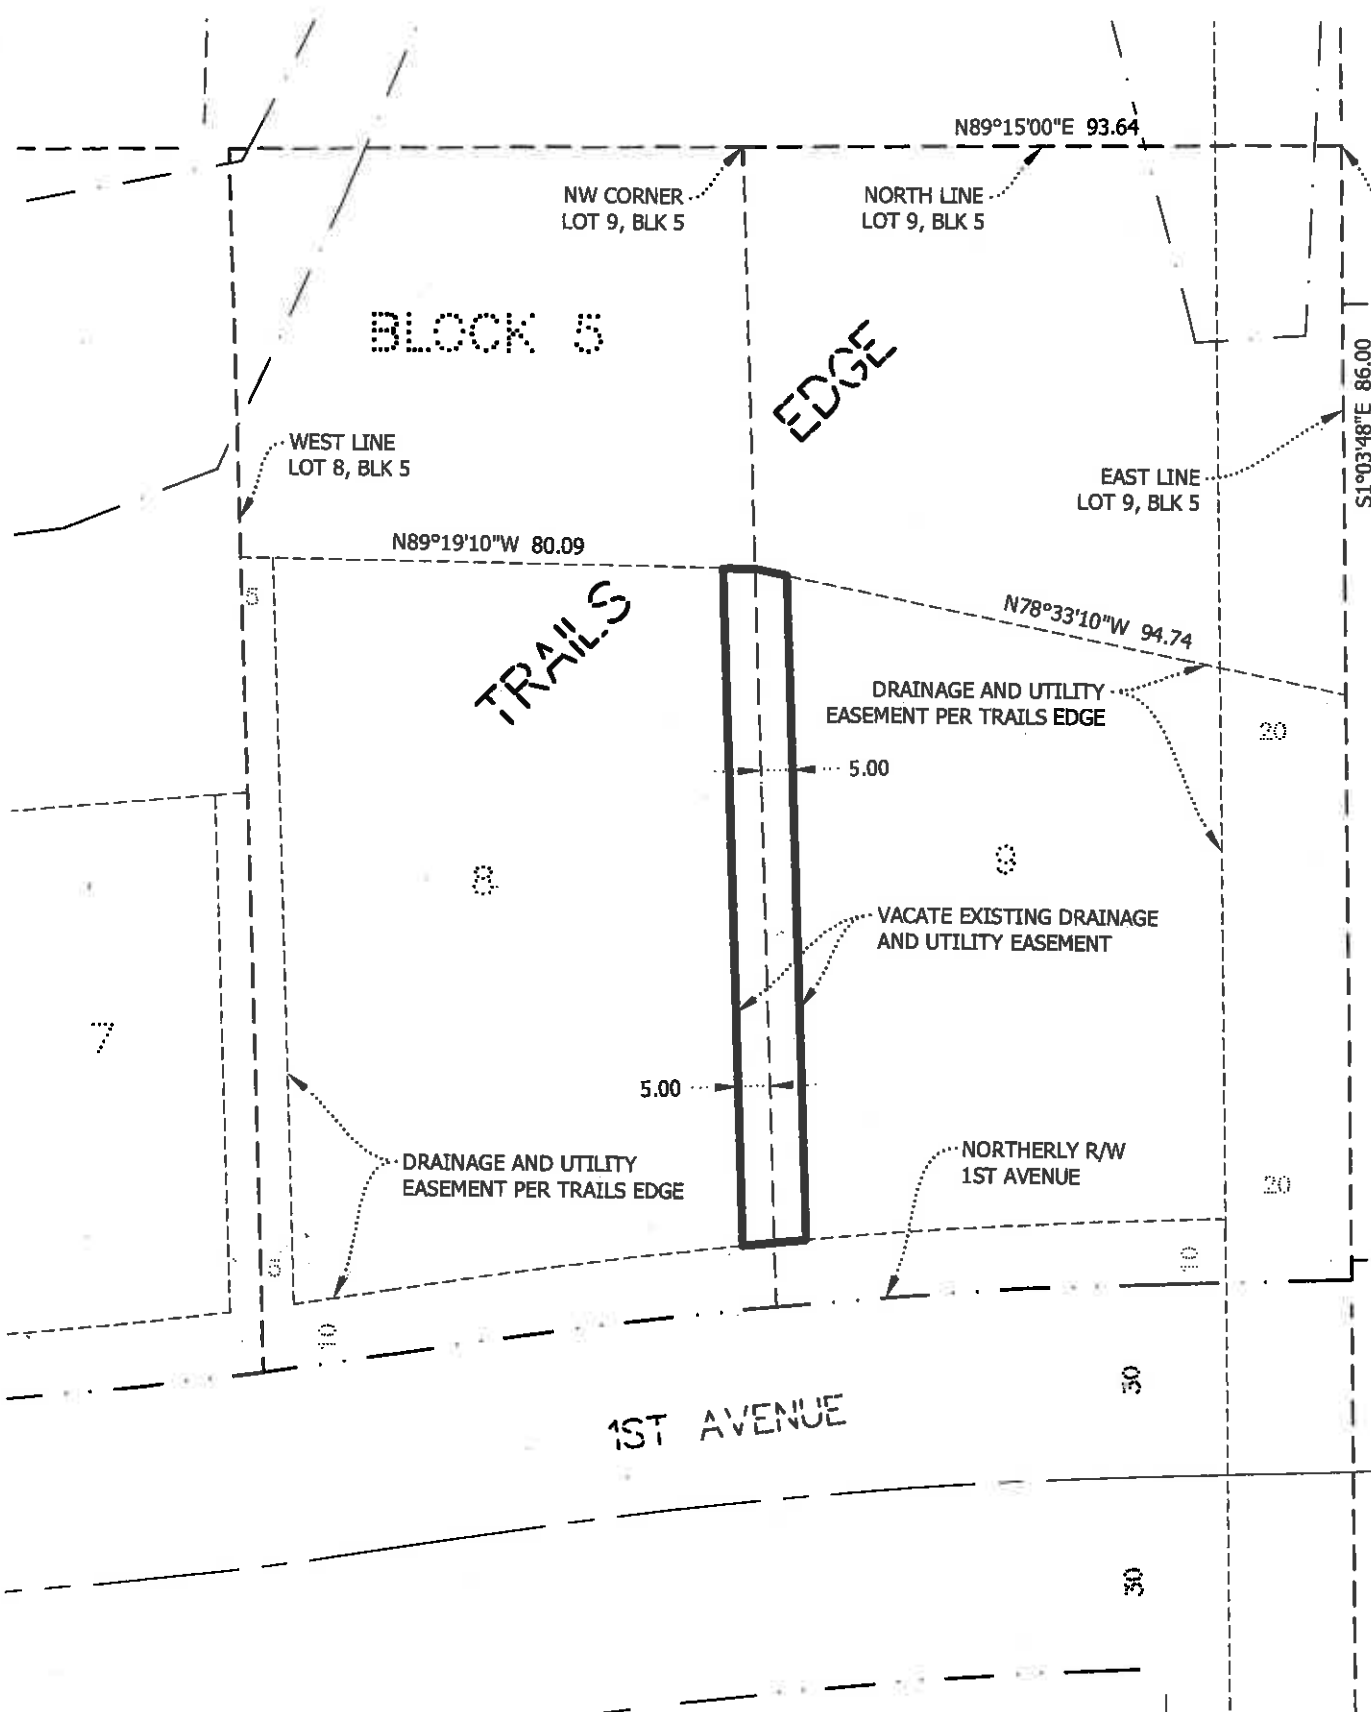 N89°15'00"E 93.64
NW CORNER
LOT 9, BLK 5
NORTH LINE
LOT 9, BLK 5
BLOCK 5
EDGE
S1°03'48"E 86.00
WEST LINE
LOT 8, BLK 5
EAST LINE
LOT 9, BLK 5
N89°19'10"W 80.09
5
TRAILS
N78°33'10"W 94.74
DRAINAGE AND UTILITY
EASEMENT PER TRAILS EDGE
20
5.00
8
9
VACATE EXISTING DRAINAGE
AND UTILITY EASEMENT
7
5.00
DRAINAGE AND UTILITY
EASEMENT PER TRAILS EDGE
NORTHERLY R/W
1ST AVENUE
20
5
10
10
30
1ST AVENUE
30